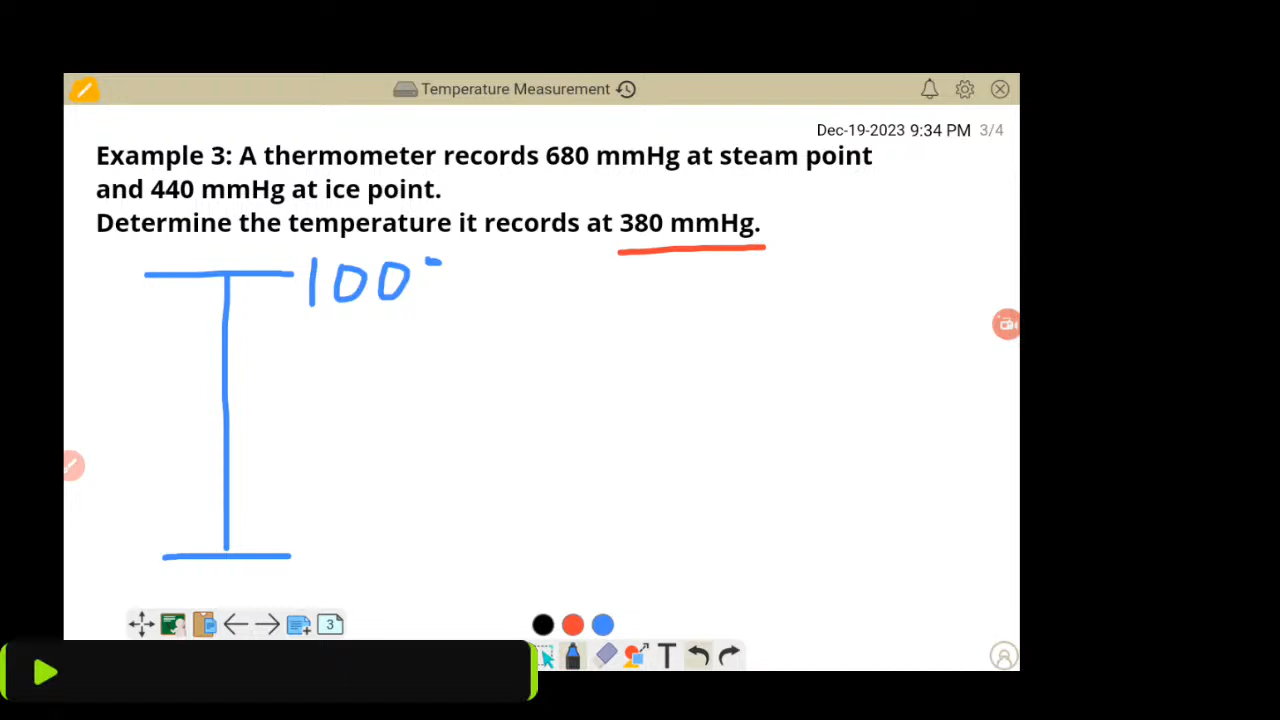 Temperature Measurement
Dec-19-2023 9:34 PM 3/4
Example 3: A thermometer records 680 mmHg at steam point
and 440 mmHg at ice point.
Determine the temperature it records at 380 mmHg.
100°
3
T